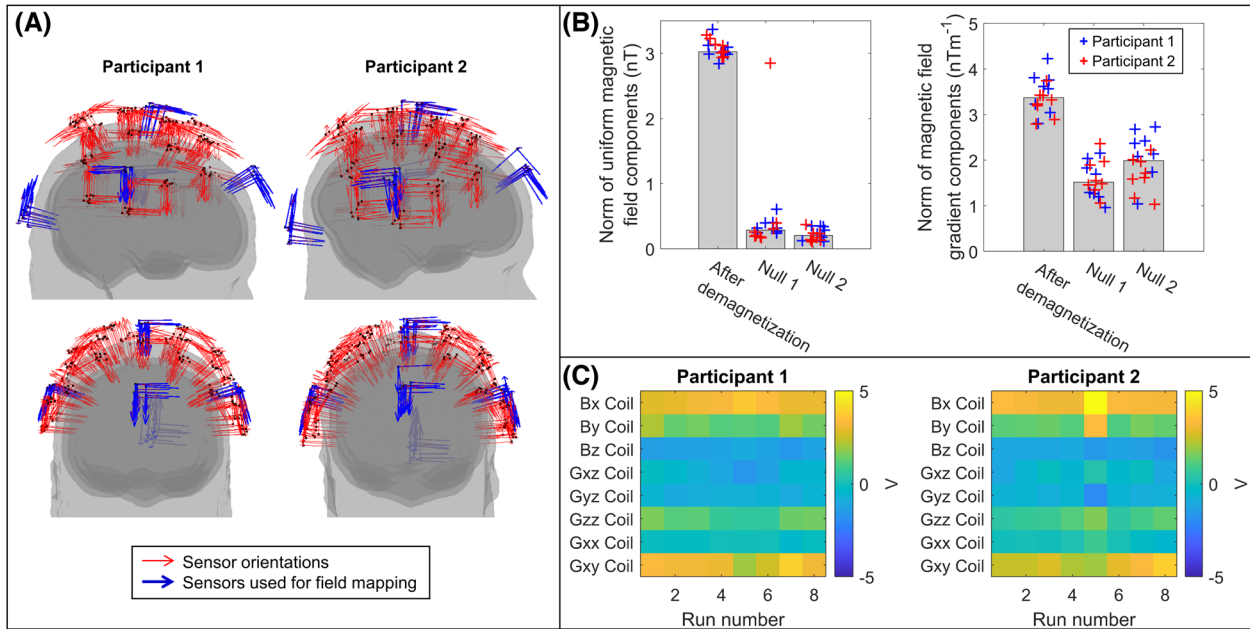 (A)
Participant 1
Participant 2
Sensor orientations
Sensors used for field mapping
(B)
Norm of uniform magnetic
field components (nT)
3
2
1
0
After
demagnetization
Null 1
Null 2
Norm of magnetic field
gradient components (nTm-1)
5
4
3
2
1
0
Participant 1
Participant 2
After
demagnetization
Null 1
Null 2
(C)
Participant 1
Bx Coil
By Coil
Bz Coil
Gxz Coil
Gyz Coil
Gzz Coil
Gxx Coil
Gxy Coil
2 4 6 8
Run number
5
0
-5
V
Participant 2
Bx Coil
By Coil
Bz Coil
Gxz Coil
Gyz Coil
Gzz Coil
Gxx Coil
Gxy Coil
2 4 6 8
Run number
5
0
-5
V